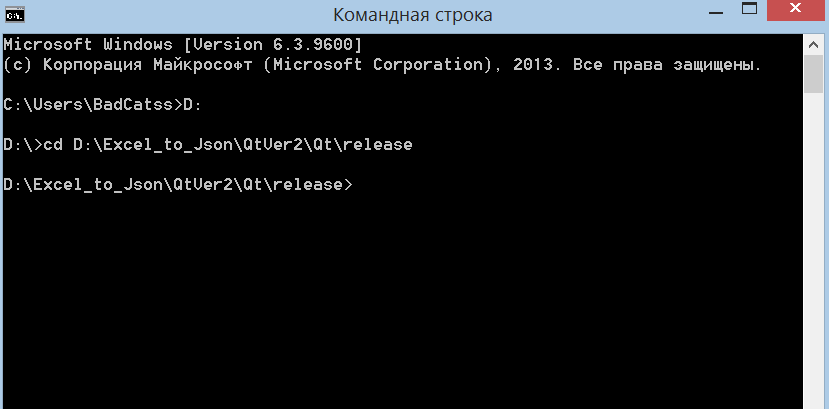 Командная строка
Microsoft Windows [Version 6.3.9600]
(c) Корпорация Майкрософт (Microsoft Corporation), 2013. Все права защищены.
C:\Users\BadCatss>D:
D:\>cd D:\Excel_to_Json\QtVer2\Qt\release
D:\Excel_to_Json\QtVer2\Qt\release>